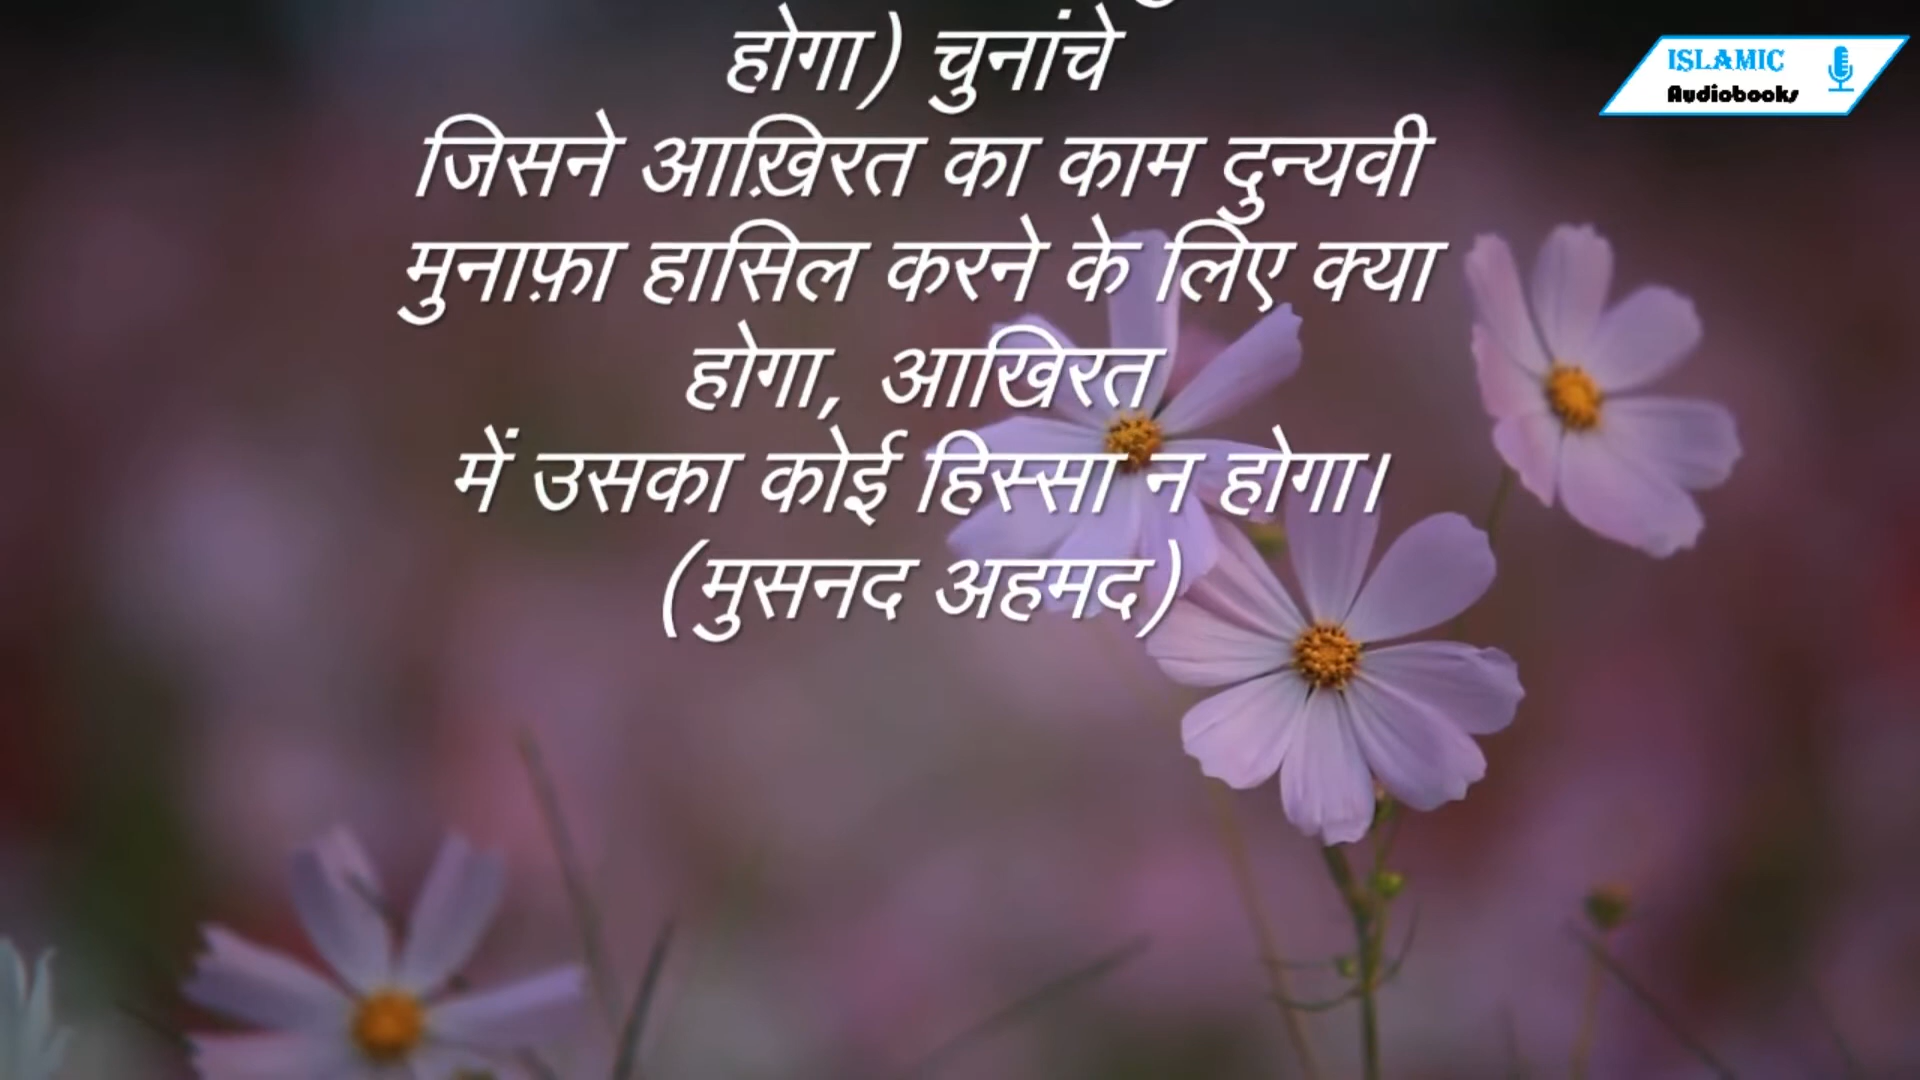 होगा) चुनांचे
जिसने आख़िरत का काम दुन्यवी
मुनाफ़ा हासिल करने के लिए क्या
होगा, आखिरत
में उसका कोई हिस्सा न होगा।
(मुसनद अहमद)
ISLAMIC
Audiobooks